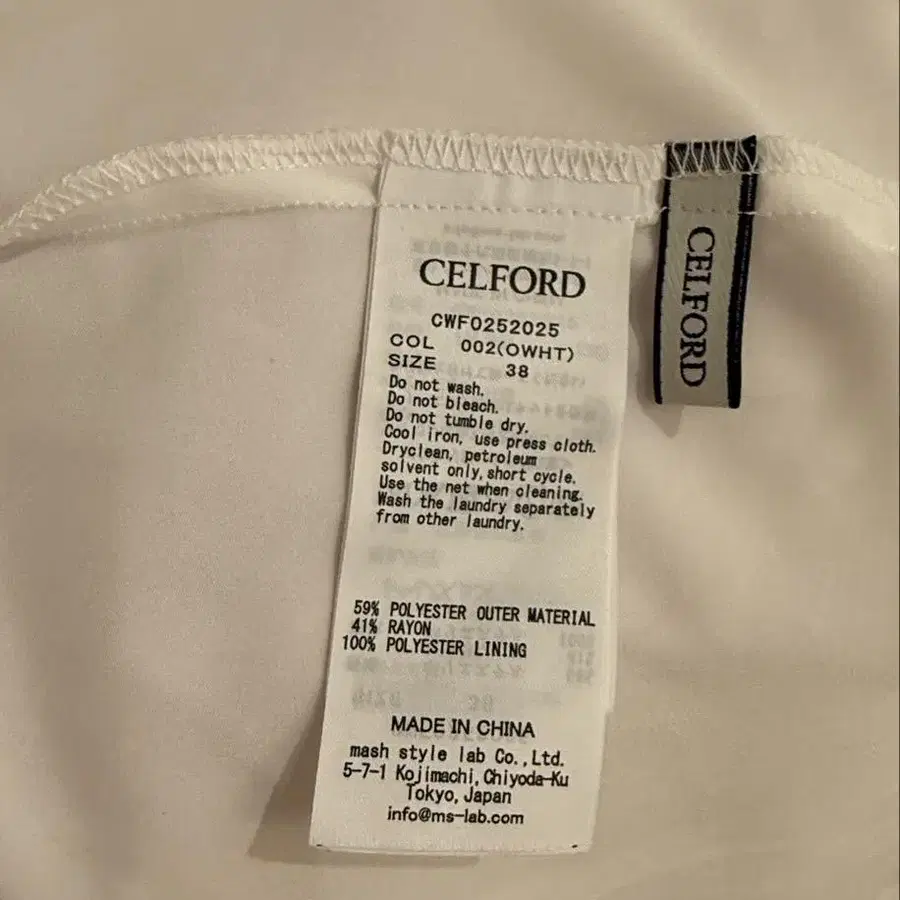 CELFORD
CWF0252025
COL 002(OWHT)
SIZE 38
Do not wash.
Do not bleach.
Do not tumble dry.
Cool iron, use press cloth.
Dryclean, petroleum
solvent only, short cycle.
Use the net when cleaning.
Wash the laundry separately
from other laundry.
59% POLYESTER OUTER MATERIAL
41% RAYON
100% POLYESTER LINING
MADE IN CHINA
mash style lab Co., Ltd.
5-7-1 Kojimachi, Chiyoda-Ku
Tokyo, Japan
info@ms-lab.com
CELFORD